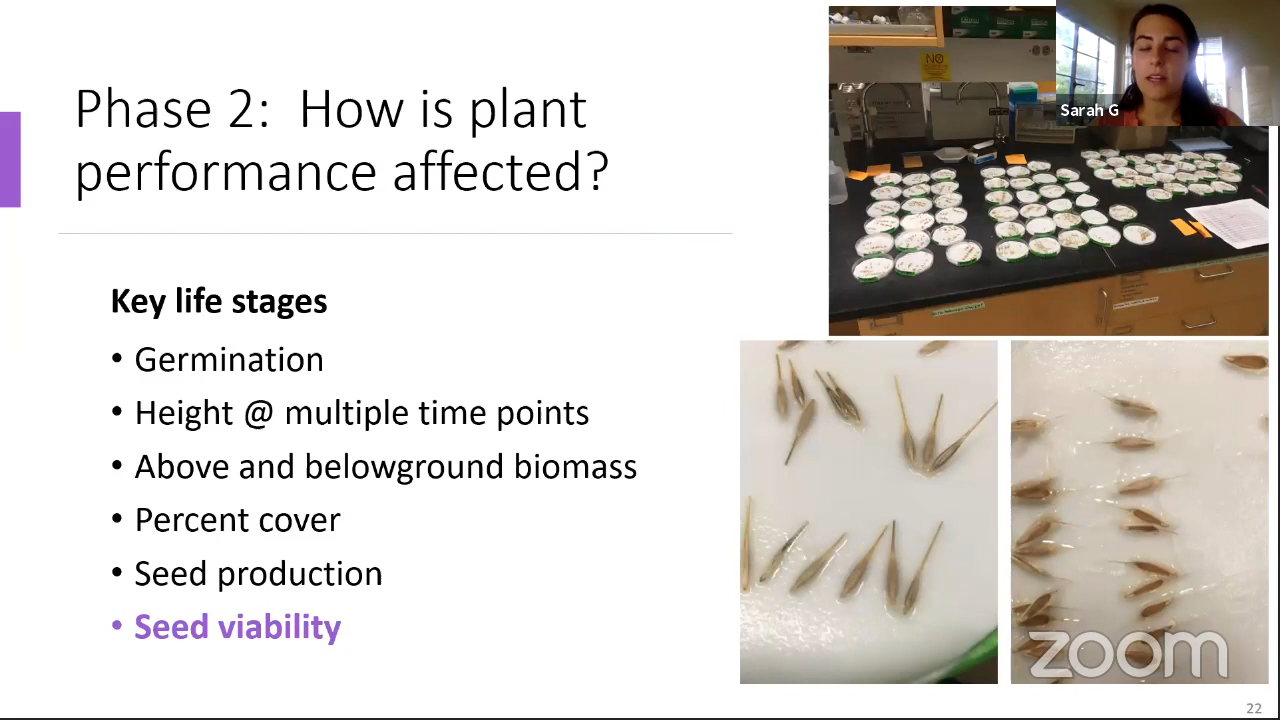 Phase 2:  How is plant
performance affected?
Key life stages
• Germination
• Height @ multiple time points
• Above and belowground biomass
• Percent cover
• Seed production
• Seed viability
NO
Sarah G
zoom
22